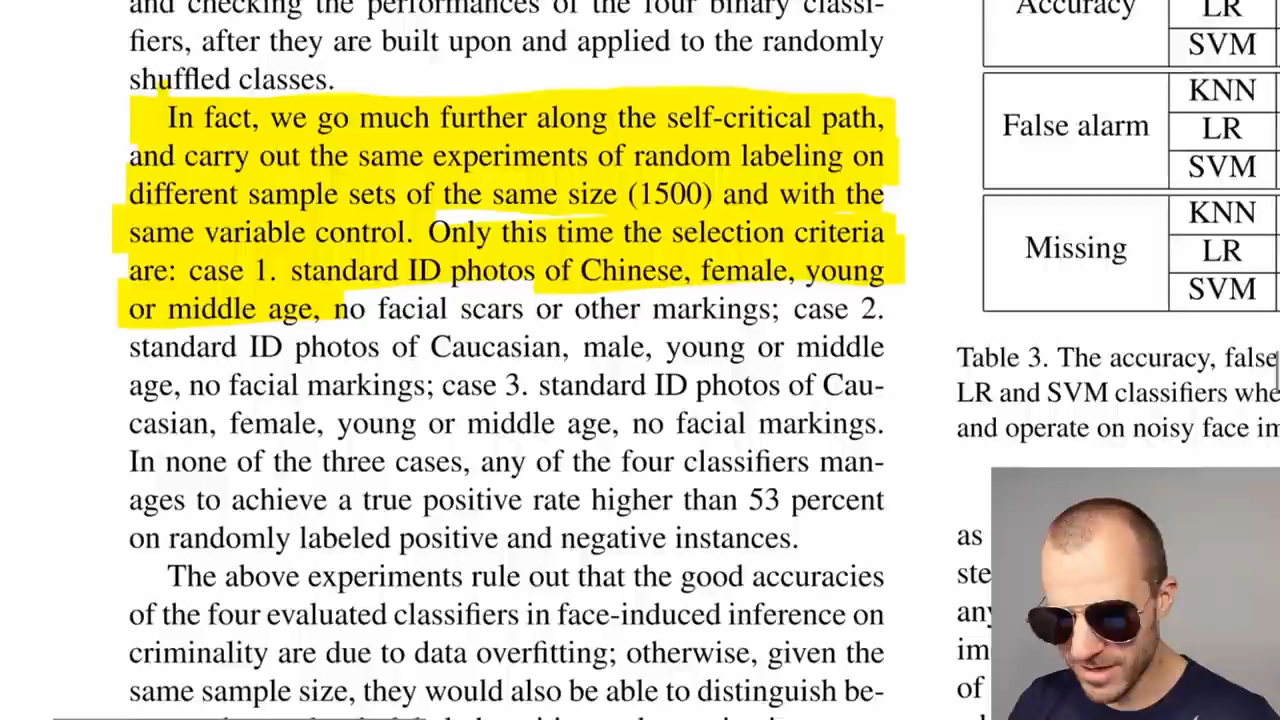 and checking the performances of the four binary classi-
fiers, after they are built upon and applied to the randomly
shuffled classes.
In fact, we go much further along the self-critical path,
and carry out the same experiments of random labeling on
different sample sets of the same size (1500) and with the
same variable control. Only this time the selection criteria
are: case 1. standard ID photos of Chinese, female, young
or middle age, no facial scars or other markings; case 2.
standard ID photos of Caucasian, male, young or middle
age, no facial markings; case 3. standard ID photos of Cau-
casian, female, young or middle age, no facial markings.
In none of the three cases, any of the four classifiers man-
ages to achieve a true positive rate higher than 53 percent
on randomly labeled positive and negative instances.
The above experiments rule out that the good accuracies
of the four evaluated classifiers in face-induced inference on
criminality are due to data overfitting; otherwise, given the
same sample size, they would also be able to distinguish be-
Accuracy
LR
SVM
False alarm
KNN
LR
SVM
Missing
KNN
LR
SVM
Table 3. The accuracy, false
LR and SVM classifiers whe
and operate on noisy face im
as
ste
any
im
of